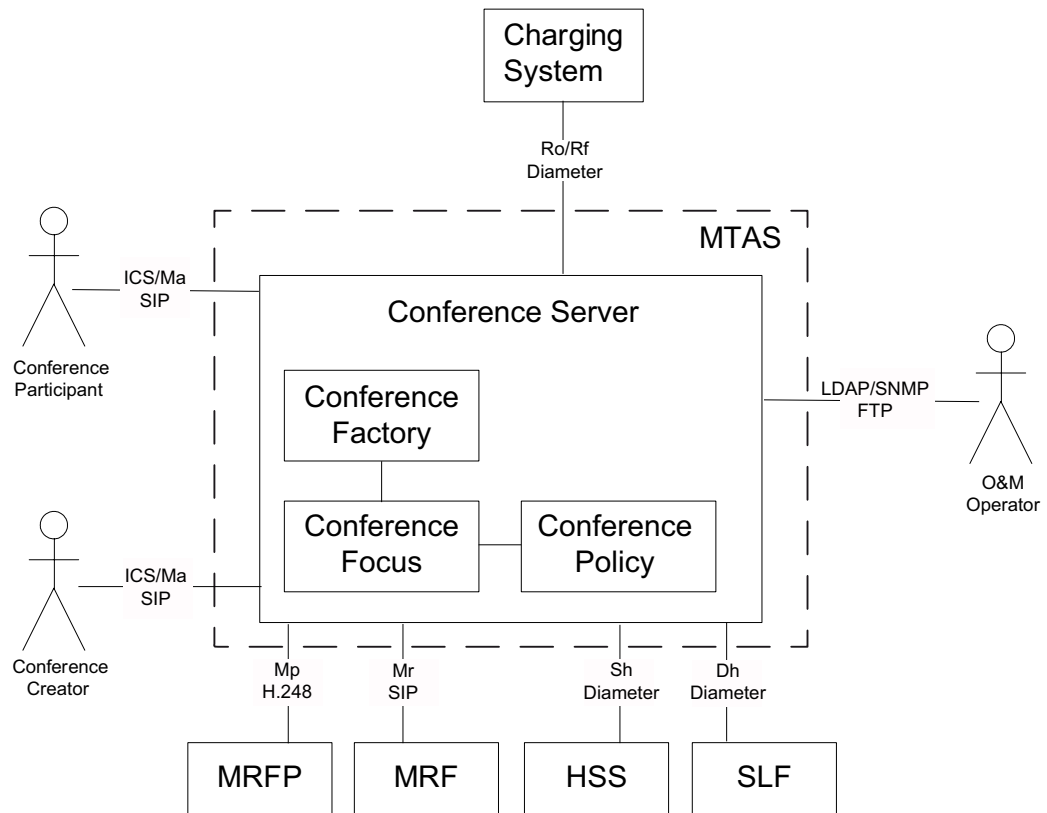 Charging
System
Ro/Rf
Diameter
MTAS
ICS/Ma
SIP
Conference
Participant
Conference Server
Conference
Factory
LDAP/SNMP
FTP
O&M
Operator
Conference
Focus
Conference
Policy
ICS/Ma
SIP
Conference
Creator
Mp
H.248
Mr
SIP
Sh
Diameter
Dh
Diameter
MRFP
MRF
HSS
SLF